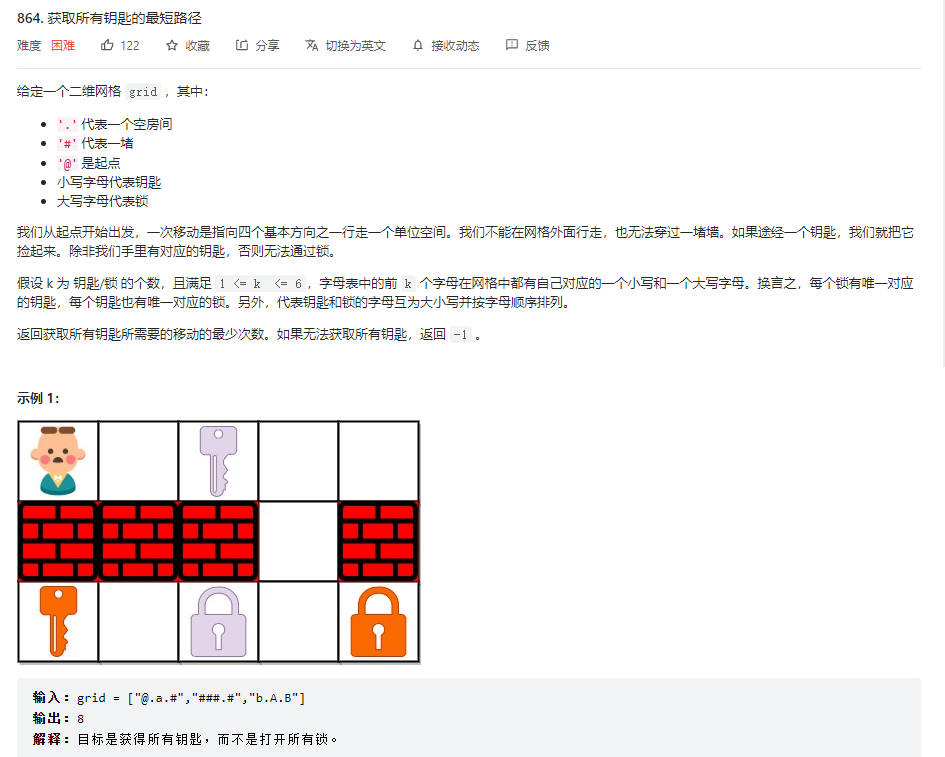 864. 获取所有钥匙的最短路径
难度 困难 122 收藏 分享 切换为英文 接收动态 反馈
给定一个二维网格 grid ，其中：
'.' 代表一个空房间
'#' 代表一堵
'@' 是起点
小写字母代表钥匙
大写字母代表锁
我们从起点开始出发，一次移动是指向四个基本方向之一行走一个单位空间。我们不能在网格外面行走，也无法穿过一堵墙。如果途经一个钥匙，我们就把它
捡起来。除非我们手里有对应的钥匙，否则无法通过锁。
假设 k 为 钥匙/锁 的个数，且满足 1 <= k <= 6，字母表中的前 k 个字母在网格中都有自己对应的一个小写和一个大写字母。换言之，每个锁有唯一对应
的钥匙，每个钥匙也有唯一对应的锁。另外，代表钥匙和锁的字母互为大小写并按字母顺序排列。
返回获取所有钥匙所需要的移动的最少次数。如果无法获取所有钥匙，返回 -1 。
示例 1：
输入：grid = ["@.a.#","###.#","b.A.B"]
输出：8
解释：目标是获得所有钥匙，而不是打开所有锁。